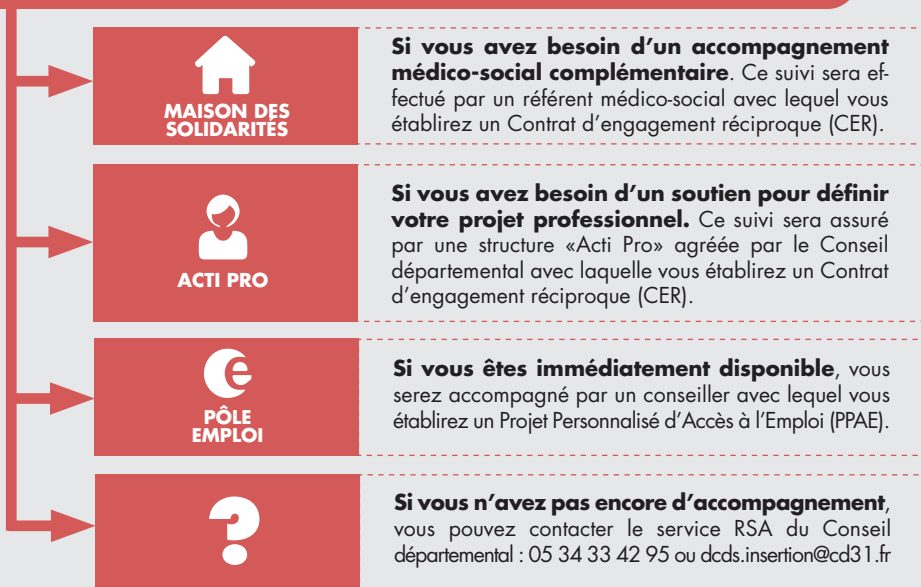 MAISON DES
SOLIDARITÉS
Si vous avez besoin d’un accompagnement
médico-social complémentaire. Ce suivi sera ef-
fectué par un référent médico-social avec lequel vous
établirez un Contrat d’engagement réciproque (CER).
ACTI PRO
Si vous avez besoin d’un soutien pour définir
votre projet professionnel. Ce suivi sera assuré
par une structure «Acti Pro» agréée par le Conseil
départemental avec laquelle vous établirez un Contrat
d’engagement réciproque (CER).
PÔLE
EMPLOI
Si vous êtes immédiatement disponible, vous
serez accompagné par un conseiller avec lequel vous
établirez un Projet Personnalisé d’Accès à l’Emploi (PPAE).
?
Si vous n’avez pas encore d’accompagnement,
vous pouvez contacter le service RSA du Conseil
départemental : 05 34 33 42 95 ou dcds.insertion@cd31.fr